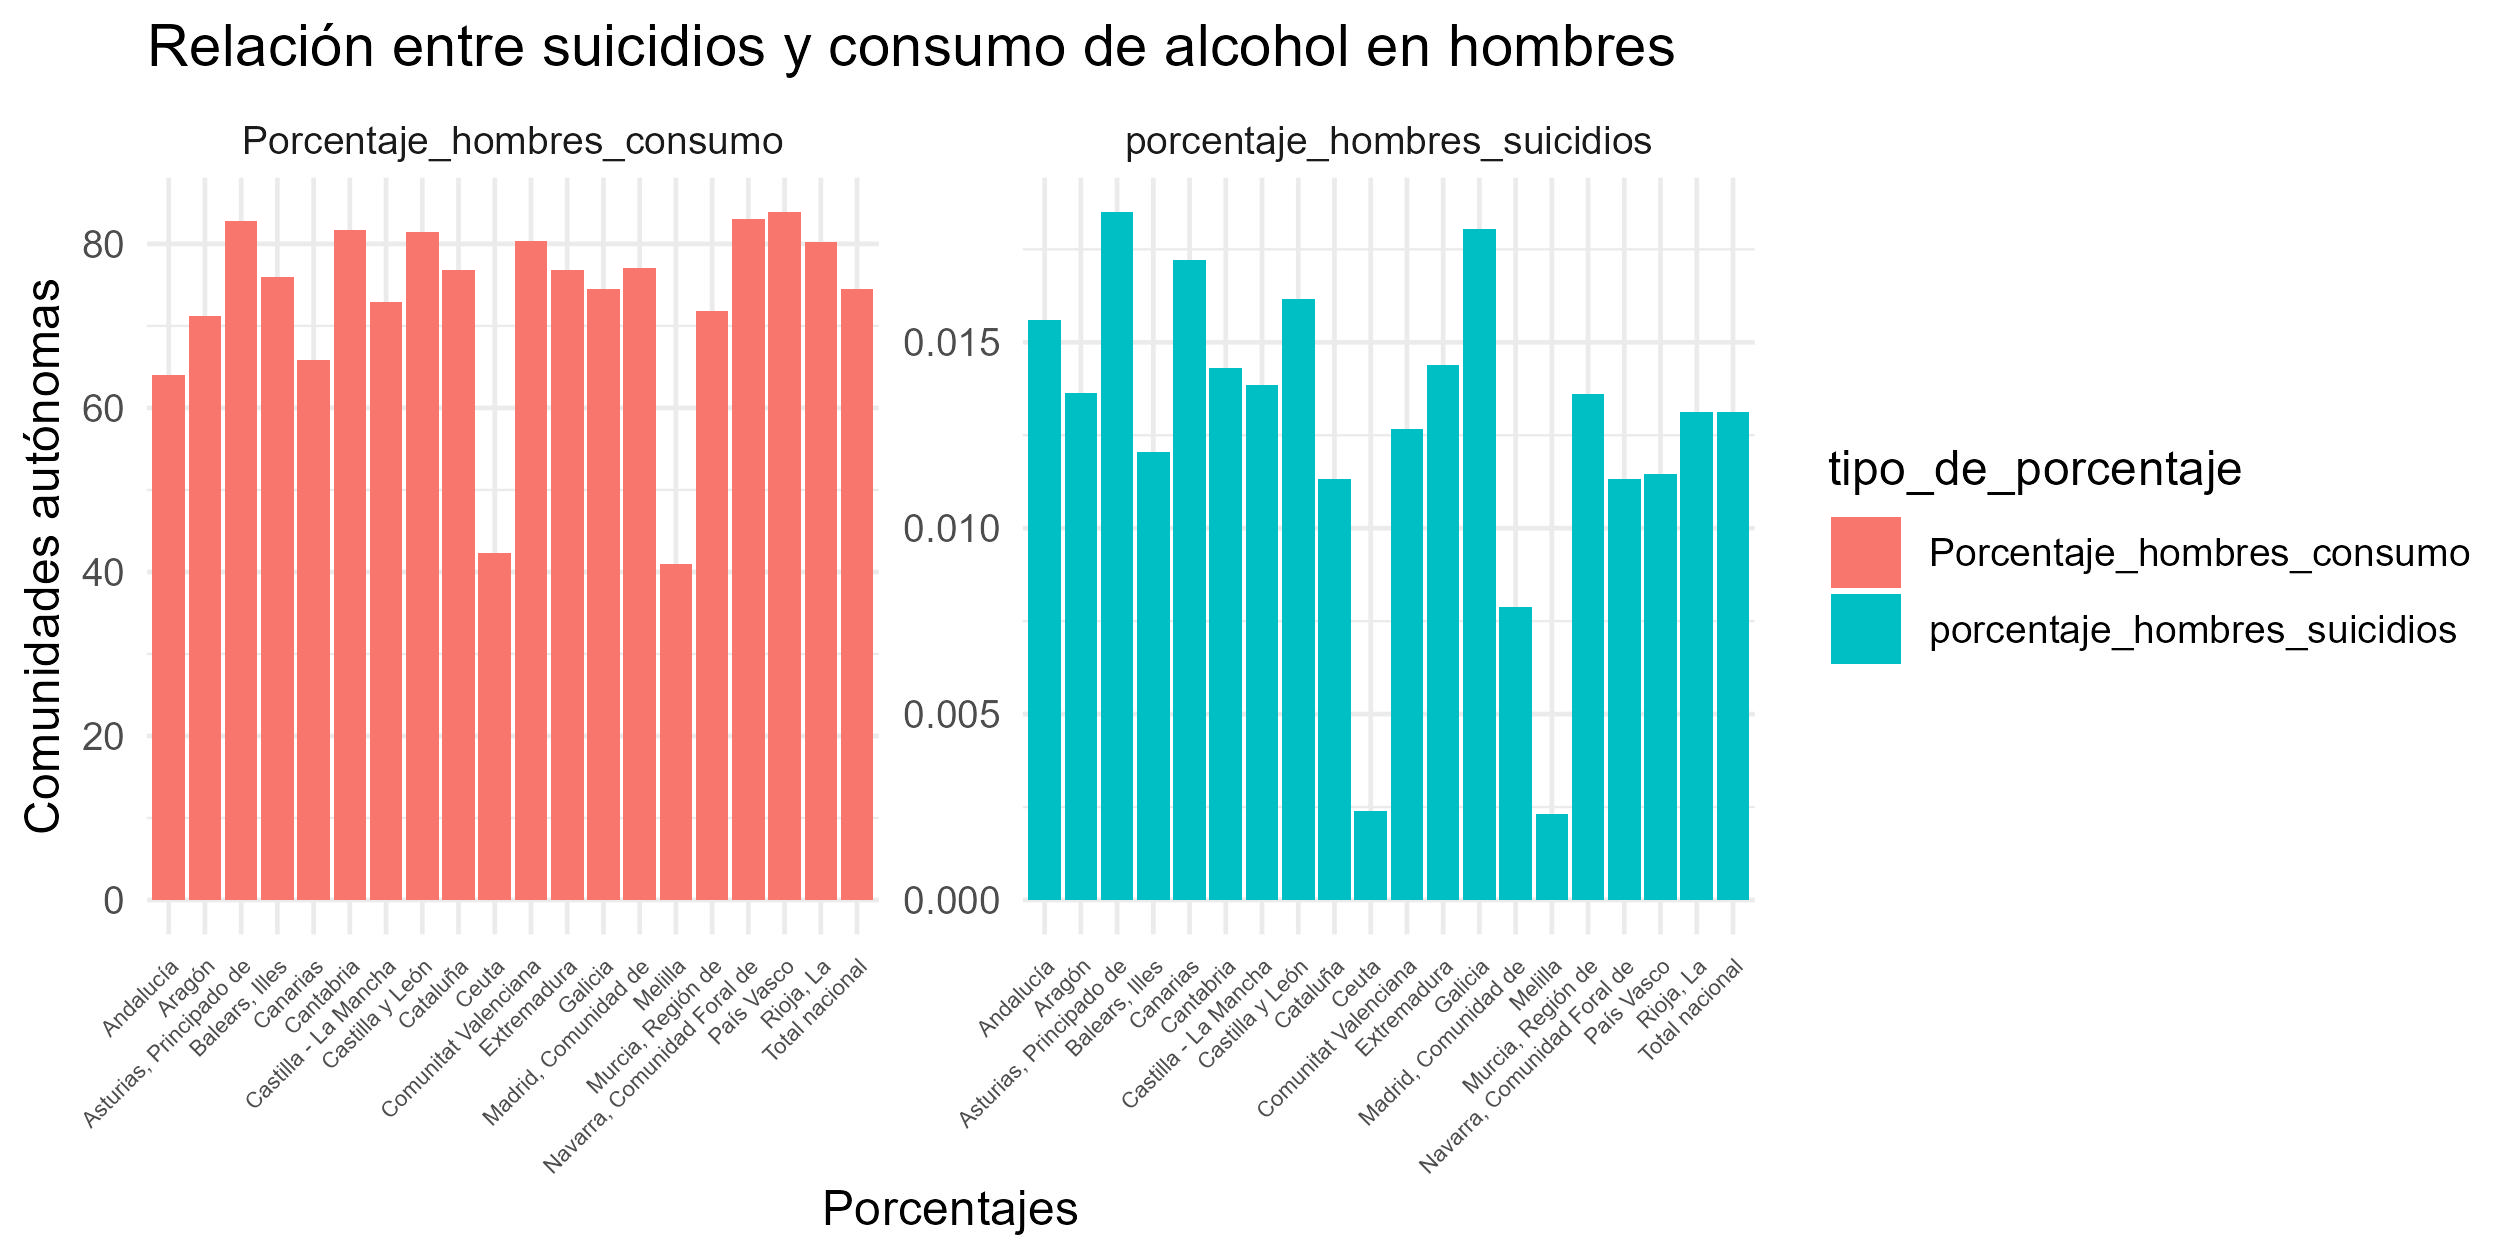 Relación entre suicidios y consumo de alcohol en hombres
Porcentaje_hombres_consumo
porcentaje_hombres_suicidios
Comunidades autónomas
80
60
40
20
0
0.015
0.010
0.005
0.000
Andalucía
Aragón
Asturias, Principado de
Balears, Illes
Canarias
Cantabria
Castilla - La Mancha
Castilla y León
Cataluña
Ceuta
Comunitat Valenciana
Extremadura
Galicia
Madrid, Comunidad de
Melilla
Murcia, Región de
Navarra, Comunidad Foral de
País Vasco
Rioja, La
Total nacional
Andalucía
Aragón
Asturias, Principado de
Balears, Illes
Canarias
Cantabria
Castilla - La Mancha
Castilla y León
Cataluña
Ceuta
Comunitat Valenciana
Extremadura
Galicia
Madrid, Comunidad de
Melilla
Murcia, Región de
Navarra, Comunidad Foral de
País Vasco
Rioja, La
Total nacional
Porcentajes
tipo_de_porcentaje
Porcentaje_hombres_consumo
porcentaje_hombres_suicidios